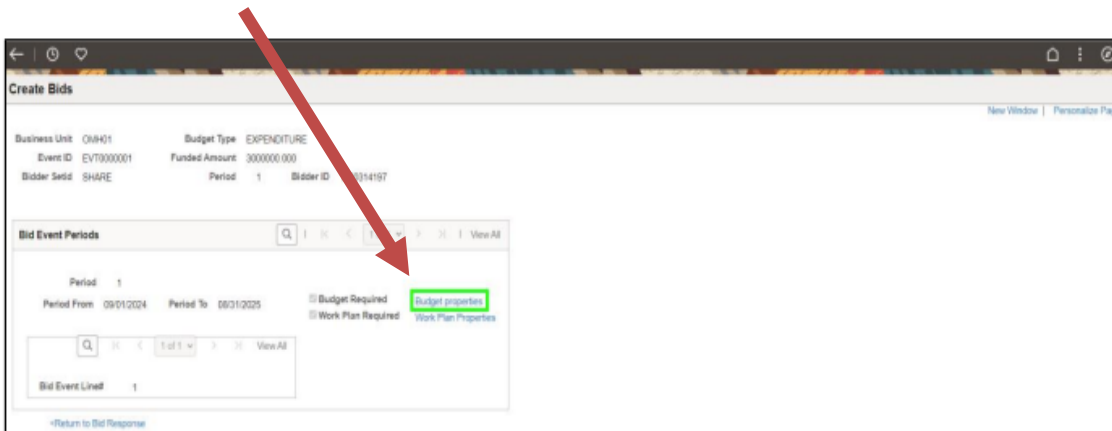 Create Bids
New Window | Personalize Pag
Business Unit OMH01 Budget Type EXPENDITURE
Event ID EVT0000001 Funded Amount 3000000.000
Bidder Setid SHARE Period 1 Bidder ID
Bid Event Periods
View All
Period 1
Period From 09/01/2024 Period To 08/31/2025 Budget Required Budget properties
Work Plan Required Work Plan Properties
1 of 1 View All
Bid Event Line# 1
<Return to Bid Response